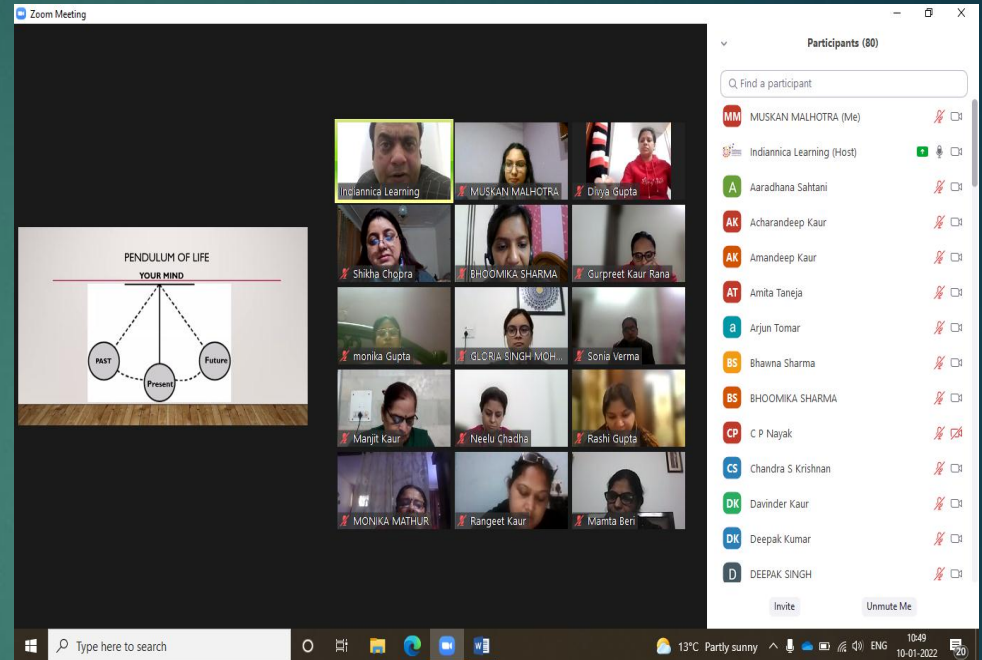 Zoom Meeting
PENDULUM OF LIFE
YOUR MIND
PAST
Present
Future
Indiannica Learning
MUSKAN MALHOTRA
Divya Gupta
Shikha Chopra
BHOOMIKA SHARMA
Gurpreet Kaur Rana
monika Gupta
GLORIA SINGH MOH...
Sonia Verma
Manjit Kaur
Neelu Chadha
Rashi Gupta
MONIKA MATHUR
Rangeet Kaur
Mamta Beri
Participants (80)
Find a participant
MM MUSKAN MALHOTRA (Me)
Indiannica Learning (Host)
A Aaradhana Sahtani
AK Acharandeep Kaur
AK Amandeep Kaur
AT Amita Taneja
a Arjun Tomar
BS Bhawna Sharma
BS BHOOMIKA SHARMA
CP C P Nayak
CS Chandra S Krishnan
DK Davinder Kaur
DK Deepak Kumar
D DEEPAK SINGH
Invite
Unmute Me
Type here to search
13°C Partly sunny
ENG
10:49
10-01-2022
20